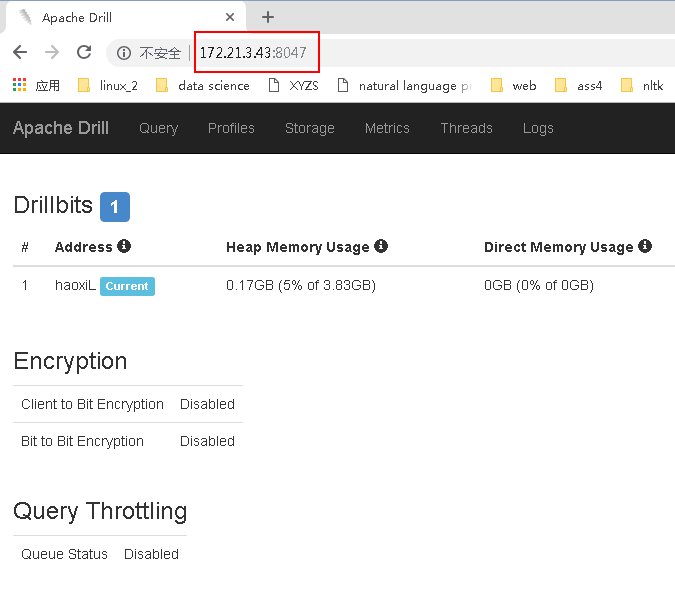 Apache Drill
不安全 172.21.3.43:8047
应用 linux_2 data science XYZS natural language web ass4 nltk
Apache Drill Query Profiles Storage Metrics Threads Logs
Drillbits 1
# Address Heap Memory Usage Direct Memory Usage
1 haoxiL Current 0.17GB (5% of 3.83GB) 0GB (0% of 0GB)
Encryption
Client to Bit Encryption Disabled
Bit to Bit Encryption Disabled
Query Throttling
Queue Status Disabled